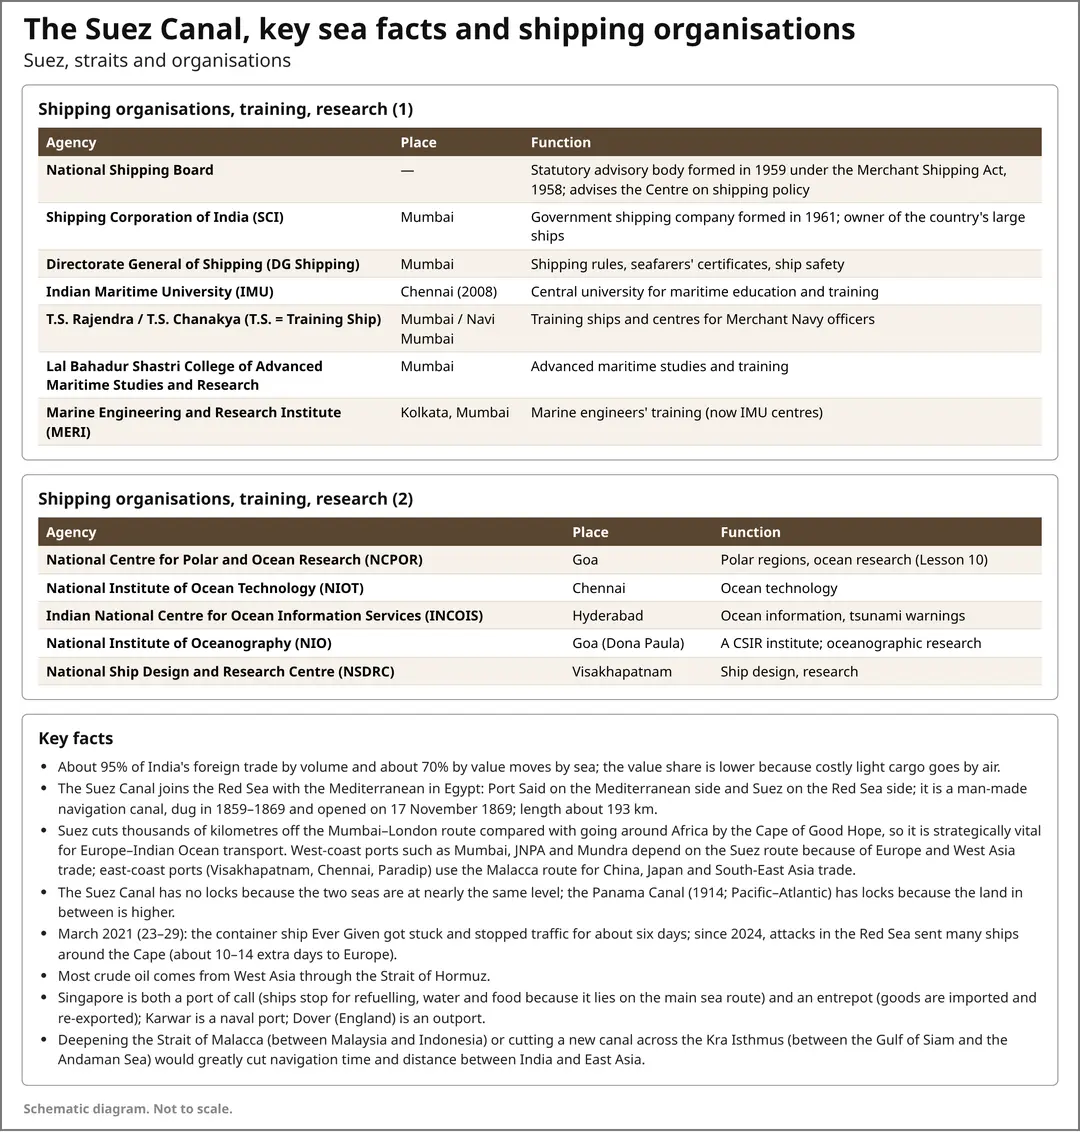 The Suez Canal, key sea facts and shipping organisations
Suez, straits and organisations
Shipping organisations, training, research (1)
Agency Place Function
National Shipping Board — Statutory advisory body formed in 1959 under the Merchant Shipping Act,
1958; advises the Centre on shipping policy
Shipping Corporation of India (SCI) Mumbai Government shipping company formed in 1961; owner of the country's large
ships
Directorate General of Shipping (DG Shipping) Mumbai Shipping rules, seafarers' certificates, ship safety
Indian Maritime University (IMU) Chennai (2008) Central university for maritime education and training
T.S. Rajendra / T.S. Chanakya (T.S. = Training Ship) Mumbai / Navi Training ships and centres for Merchant Navy officers
Mumbai
Lal Bahadur Shastri College of Advanced Mumbai Advanced maritime studies and training
Maritime Studies and Research
Marine Engineering and Research Institute Kolkata, Mumbai Marine engineers' training (now IMU centres)
(MERI)
Shipping organisations, training, research (2)
Agency Place Function
National Centre for Polar and Ocean Research (NCPOR) Goa Polar regions, ocean research (Lesson 10)
National Institute of Ocean Technology (NIOT) Chennai Ocean technology
Indian National Centre for Ocean Information Services (INCOIS) Hyderabad Ocean information, tsunami warnings
National Institute of Oceanography (NIO) Goa (Dona Paula) A CSIR institute; oceanographic research
National Ship Design and Research Centre (NSDRC) Visakhapatnam Ship design, research
Key facts
• About 95% of India's foreign trade by volume and about 70% by value moves by sea; the value share is lower because costly light cargo goes by air.
• The Suez Canal joins the Red Sea with the Mediterranean in Egypt: Port Said on the Mediterranean side and Suez on the Red Sea side; it is a man-made
navigation canal, dug in 1859–1869 and opened on 17 November 1869; length about 193 km.
• Suez cuts thousands of kilometres off the Mumbai–London route compared with going around Africa by the Cape of Good Hope, so it is strategically vital
for Europe–Indian Ocean transport. West-coast ports such as Mumbai, JNPA and Mundra depend on the Suez route because of Europe and West Asia
trade; east-coast ports (Visakhapatnam, Chennai, Paradip) use the Malacca route for China, Japan and South-East Asia trade.
• The Suez Canal has no locks because the two seas are at nearly the same level; the Panama Canal (1914; Pacific–Atlantic) has locks because the land in
between is higher.
• March 2021 (23–29): the container ship Ever Given got stuck and stopped traffic for about six days; since 2024, attacks in the Red Sea sent many ships
around the Cape (about 10–14 extra days to Europe).
• Most crude oil comes from West Asia through the Strait of Hormuz.
• Singapore is both a port of call (ships stop for refuelling, water and food because it lies on the main sea route) and an entrepot (goods are imported and
re-exported); Karwar is a naval port; Dover (England) is an outport.
• Deepening the Strait of Malacca (between Malaysia and Indonesia) or cutting a new canal across the Kra Isthmus (between the Gulf of Siam and the
Andaman Sea) would greatly cut navigation time and distance between India and East Asia.
Schematic diagram. Not to scale.